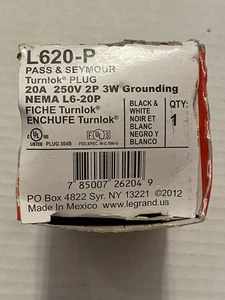 L620-P
PASS & SEYMOUR
Turnlok® PLUG
20A 250V 2P 3W Grounding
NEMA L6-20P
FICHE Turnlok®
ENCHUFE Turnlok®
BLACK &
WHITE
NOIR ET
BLANC
NEGRO Y
BLANCO
QTY:
1
LISTED PLUG 304B
FED.SPEC. W-C-596-G
7 85007 26204 9
PO Box 4822 Syr. NY 13221 ©2012
Made In Mexico www.legrand.us